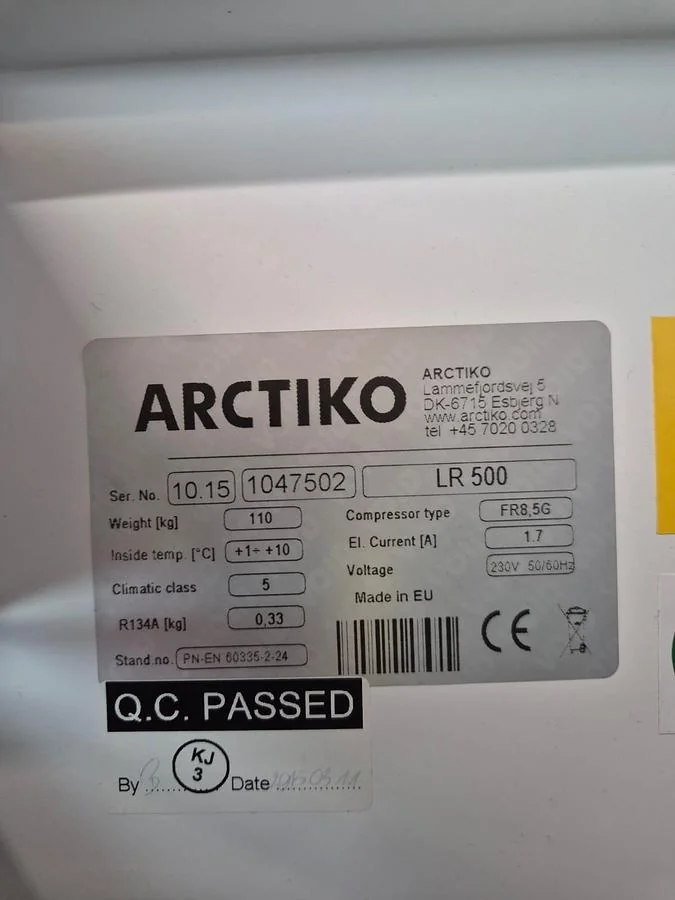 ARCTIKO
ARCTIKO
Lammefjordsvej 5
DK-6715 Esbjerg N
www.arctiko.com
tel +45 7020 0328
Ser. No. 10.15 1047502 LR 500
Weight [kg] 110
Inside temp. [°C] +1÷ +10
Climatic class 5
R134A [kg] 0,33
Stand.no. PN-EN 60335-2-24
Compressor type FR8,5G
El. Current [A] 1.7
Voltage 230V 50/60Hz
Made in EU
CE
Q.C. PASSED
KJ
3
By Date